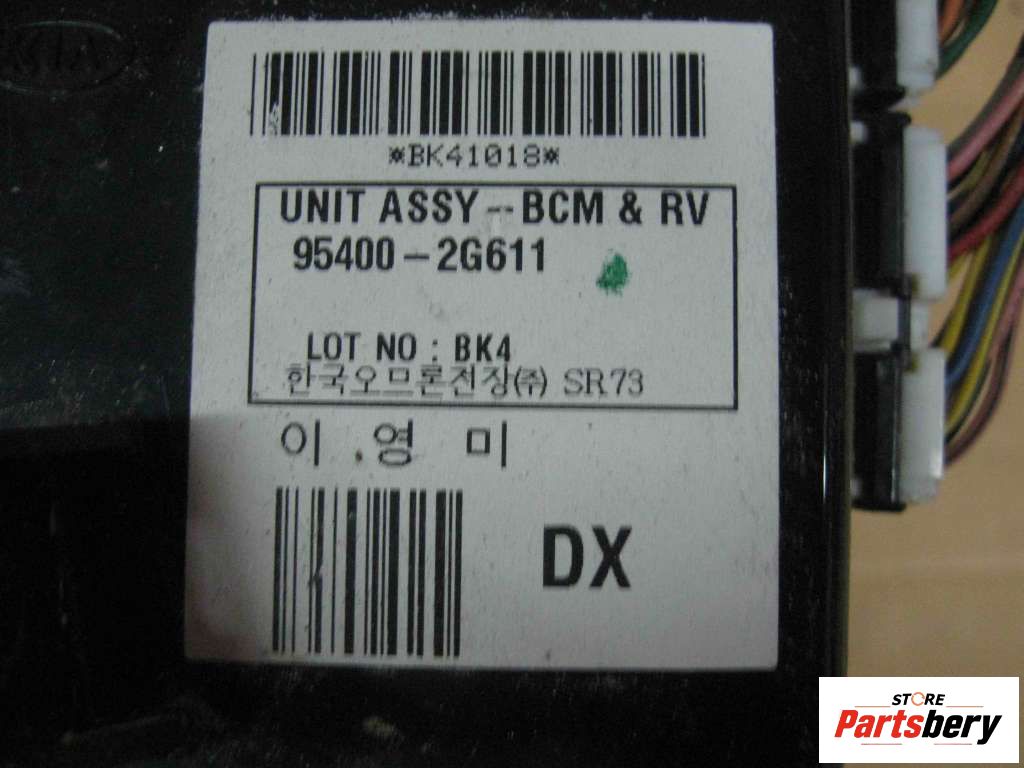 KIA
*BK41018*
UNIT ASSY - BCM & RV
95400 - 2G611
LOT NO : BK4
한국오므론전장㈜ SR73
이 .영 미
DX
STORE
Partsbery